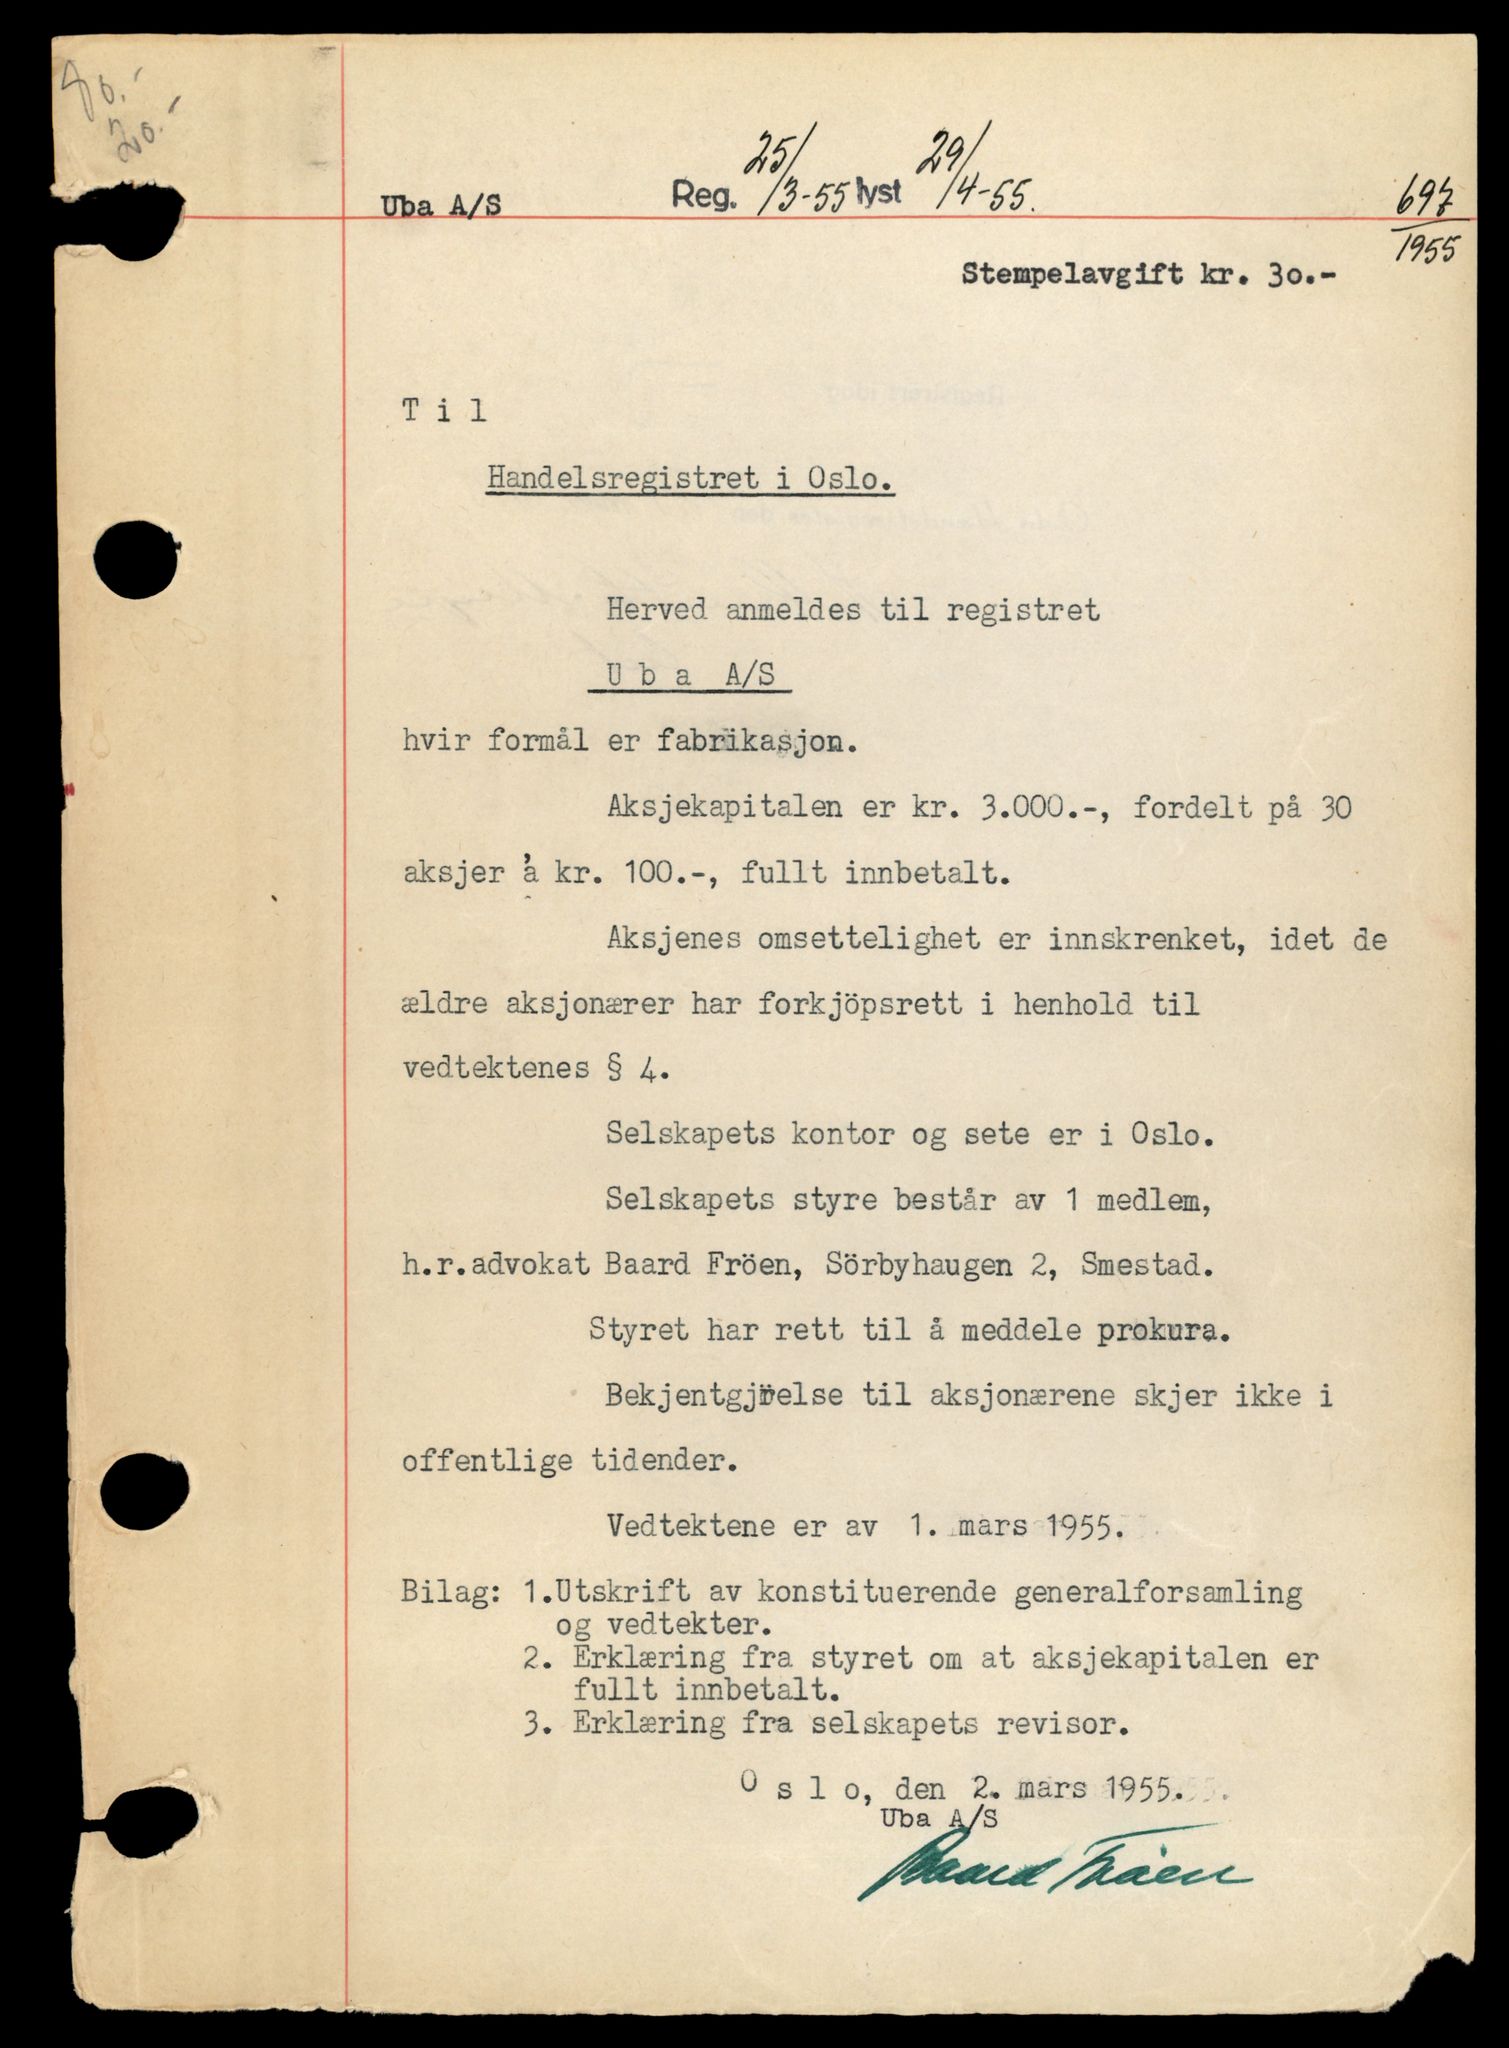 20.-
Uba A/S
Reg. 25/3-55 lyst 29/4-55.
697
1955
Stempelavgift kr. 30.-
T i l
Handelsregistret i Oslo.
Herved anmeldes til registret
U b a A/S
hvir formål er fabrikasjon.
Aksjekapitalen er kr. 3.000.-, fordelt på 30
aksjer à kr. 100.-, fullt innbetalt.
Aksjenes omsettelighet er innskrenket, idet de
ældre aksjonærer har forkjöpsrett i henhold til
vedtektenes § 4.
Selskapets kontor og sete er i Oslo.
Selskapets styre består av 1 medlem,
h.r.advokat Baard Fröen, Sörbyhaugen 2, Smestad.
Styret har rett til å meddele prokura.
Bekjentgjörelse til aksjonærene skjer ikke i
offentlige tidender.
Vedtektene er av 1. mars 1955.
Bilag: 1.Utskrift av konstituerende generalforsamling
og vedtekter.
2. Erklæring fra styret om at aksjekapitalen er
fullt innbetalt.
3. Erklæring fra selskapets revisor.
O s l o, den 2. mars 1955.
Uba A/S
Baard Fröen